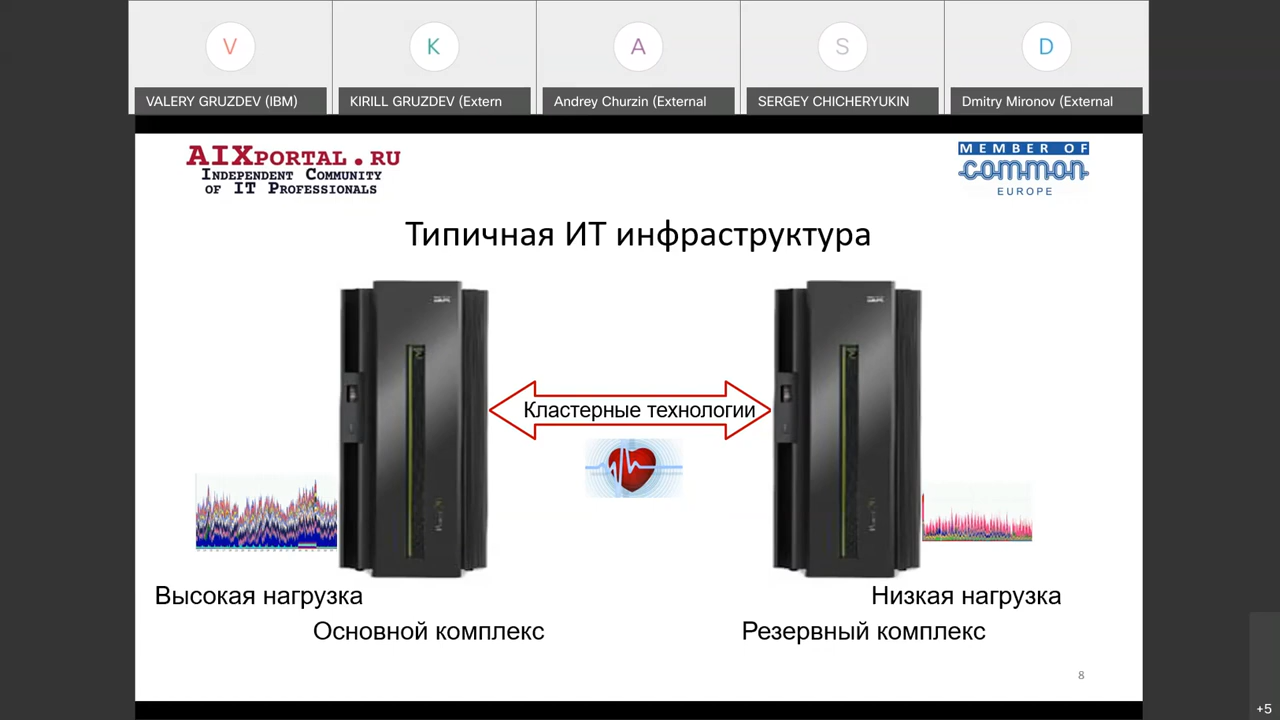 V
K
A
S
D
VALERY GRUZDEV (IBM)
KIRILL GRUZDEV (Extern
Andrey Churzin (External
SERGEY CHICHERYUKIN
Dmitry Mironov (External
AIXPORTAL.RU
INDEPENDENT COMMUNITY
OF IT PROFESSIONALS
MEMBER OF
common
EUROPE
Типичная ИТ инфраструктура
Кластерные технологии
Высокая нагрузка
Низкая нагрузка
Основной комплекс
Резервный комплекс
8
+5